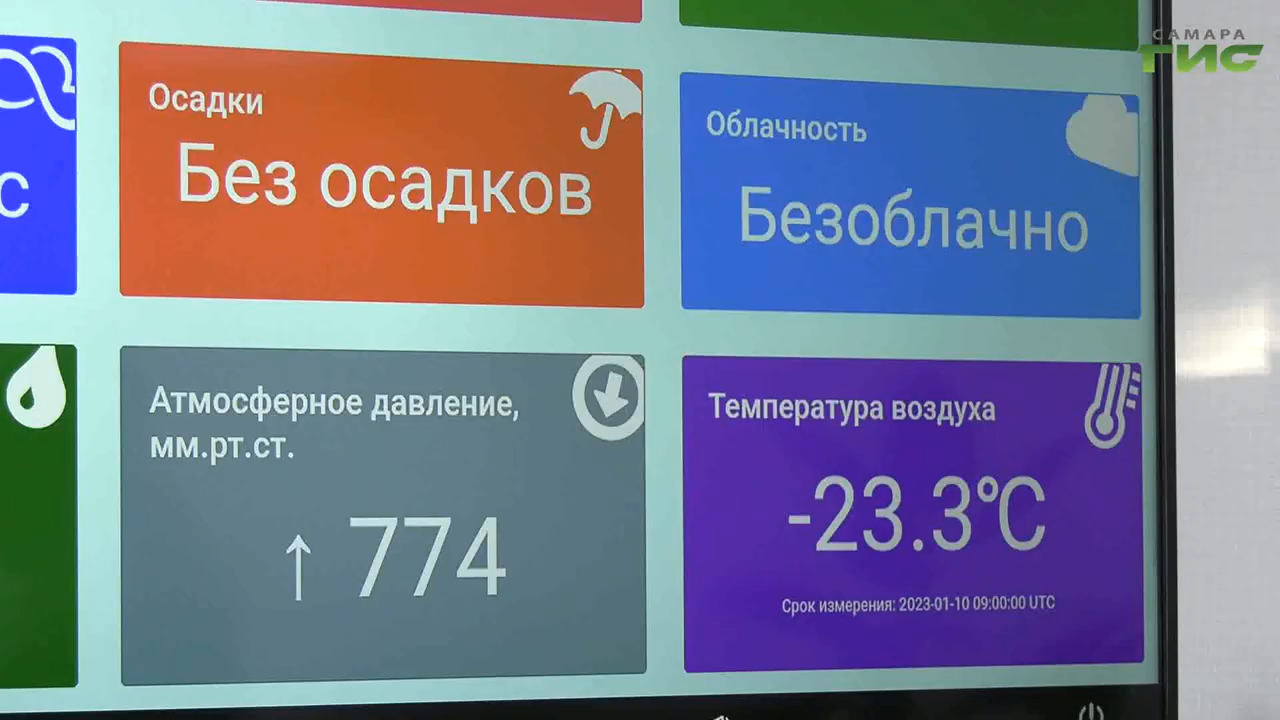 САМАРА
ГИС
Осадки
Без осадков
Облачность
Безоблачно
с
Атмосферное давление,
мм.рт.ст.
↑ 774
Температура воздуха
-23.3°C
Срок измерения: 2023-01-10 09:00:00 UTC